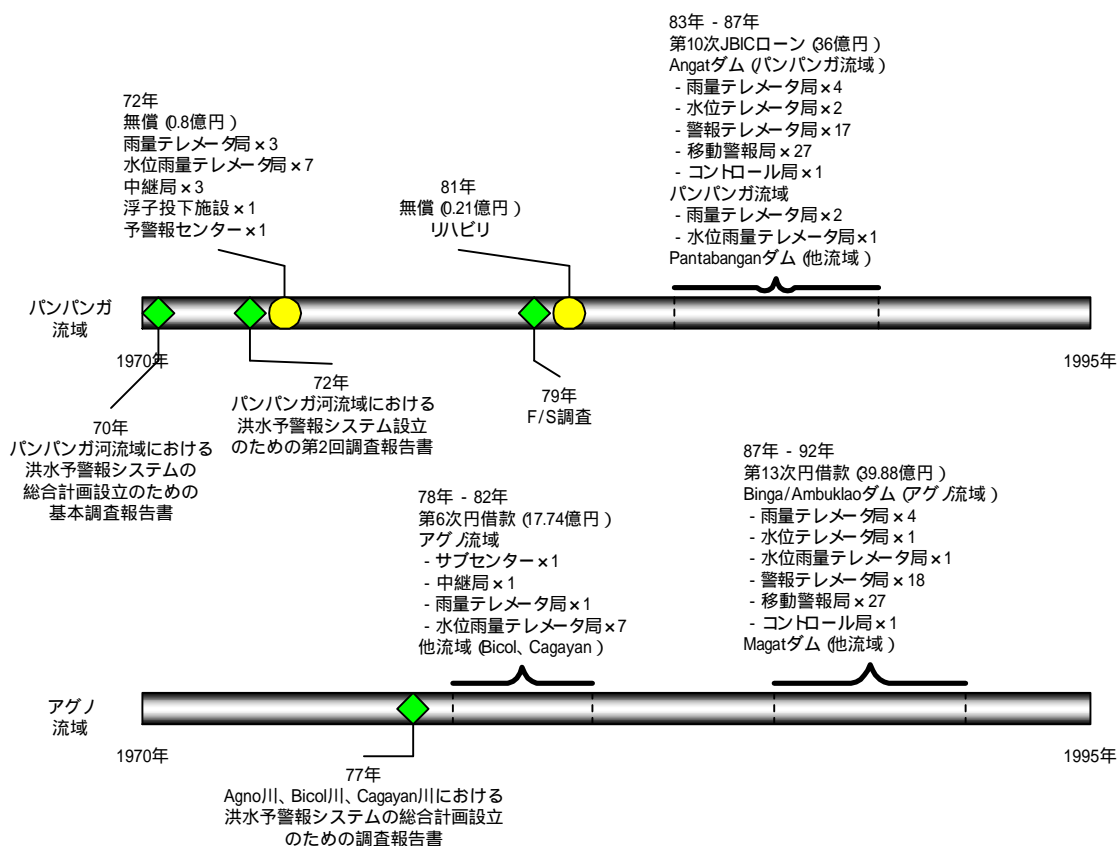 83年 - 87年
第10次JBICローン (36億円)
Angatダム (パンパンガ流域)
- 雨量テレメータ局×4
- 水位テレメータ局×2
- 警報テレメータ局×17
- 移動警報局×27
- コントロール局×1
パンパンガ流域
- 雨量テレメータ局×2
- 水位雨量テレメータ局×1
Pantabanganダム (他流域)
72年
無償 (0.8億円)
雨量テレメータ局×3
水位雨量テレメータ局×7
中継局×3
浮子投下施設×1
予警報センター×1
81年
無償 (0.21億円)
リハビリ
パンパンガ
流域
1970年
1995年
70年
パンパンガ河流域における
洪水予警報システムの
総合計画設立のための
基本調査報告書
72年
パンパンガ河流域における
洪水予警報システム設立
のための第2回調査報告書
79年
F/S調査
78年 - 82年
第6次円借款 (17.74億円)
アグノ流域
- サブセンター×1
- 中継局×1
- 雨量テレメータ局×1
- 水位雨量テレメータ局×7
他流域 (Bicol、Cagayan)
87年 - 92年
第13次円借款 (39.88億円)
Binga/Ambuklaoダム (アグノ流域)
- 雨量テレメータ局×4
- 水位テレメータ局×1
- 水位雨量テレメータ局×1
- 警報テレメータ局×18
- 移動警報局×27
- コントロール局×1
Magatダム (他流域)
アグノ
流域
1970年
1995年
77年
Agno川、Bicol川、Cagayan川における
洪水予警報システムの総合計画設立
のための調査報告書